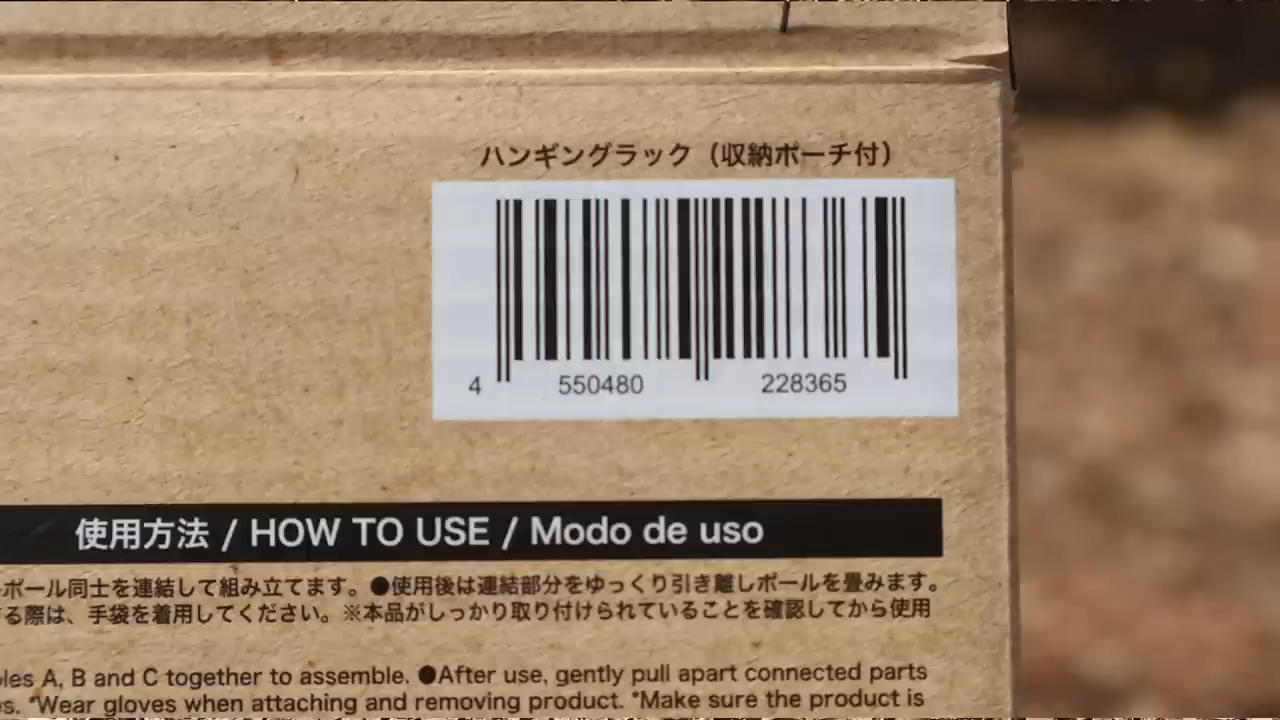 ハンギングラック（収納ポーチ付）
4 550480 228365
使用方法 / HOW TO USE / Modo de uso
ポール同士を連結して組み立てます。●使用後は連結部分をゆっくり引き離しポールを畳みます。
る際は、手袋を着用してください。※本品がしっかり取り付けられていることを確認してから使用
A, B and C together to assemble. ●After use, gently pull apart connected parts
*Wear gloves when attaching and removing product. *Make sure the product is